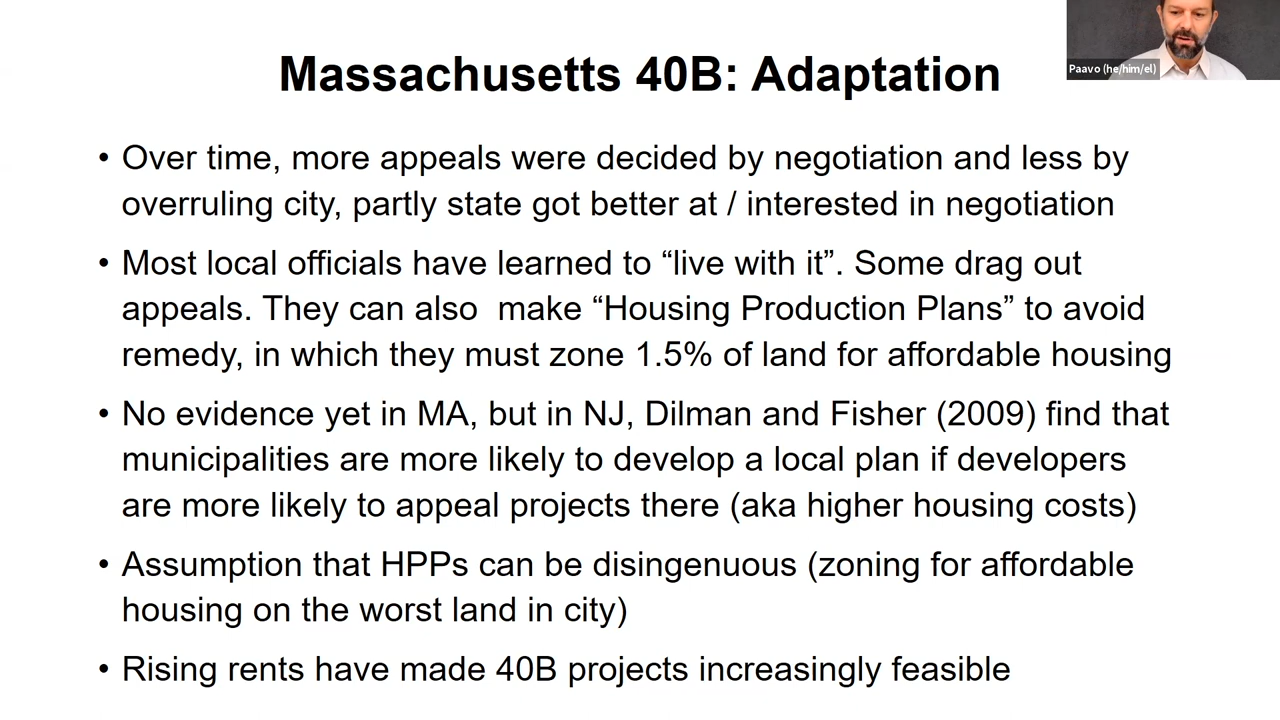 Massachusetts 40B: Adaptation
Paavo (he/him/el)
• Over time, more appeals were decided by negotiation and less by
overruling city, partly state got better at / interested in negotiation
• Most local officials have learned to “live with it”. Some drag out
appeals. They can also  make “Housing Production Plans” to avoid
remedy, in which they must zone 1.5% of land for affordable housing
• No evidence yet in MA, but in NJ, Dilman and Fisher (2009) find that
municipalities are more likely to develop a local plan if developers
are more likely to appeal projects there (aka higher housing costs)
• Assumption that HPPs can be disingenuous (zoning for affordable
housing on the worst land in city)
• Rising rents have made 40B projects increasingly feasible